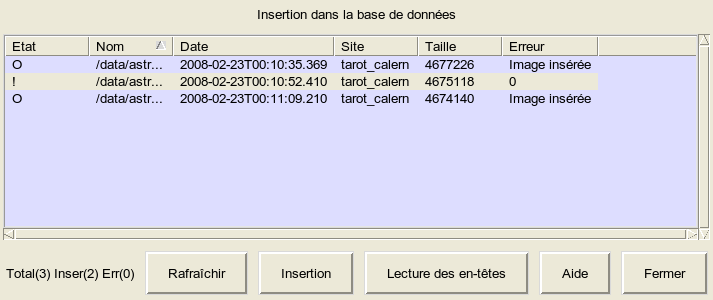 Insertion dans la base de données
Etat Nom Date Site Taille Erreur
O /data/astr... 2008-02-23T00:10:35.369 tarot_calern 4677226 Image insérée
! /data/astr... 2008-02-23T00:10:52.410 tarot_calern 4675118 0
O /data/astr... 2008-02-23T00:11:09.210 tarot_calern 4674140 Image insérée
Total(3) Inser(2) Err(0) Rafraîchir Insertion Lecture des en-têtes Aide Fermer